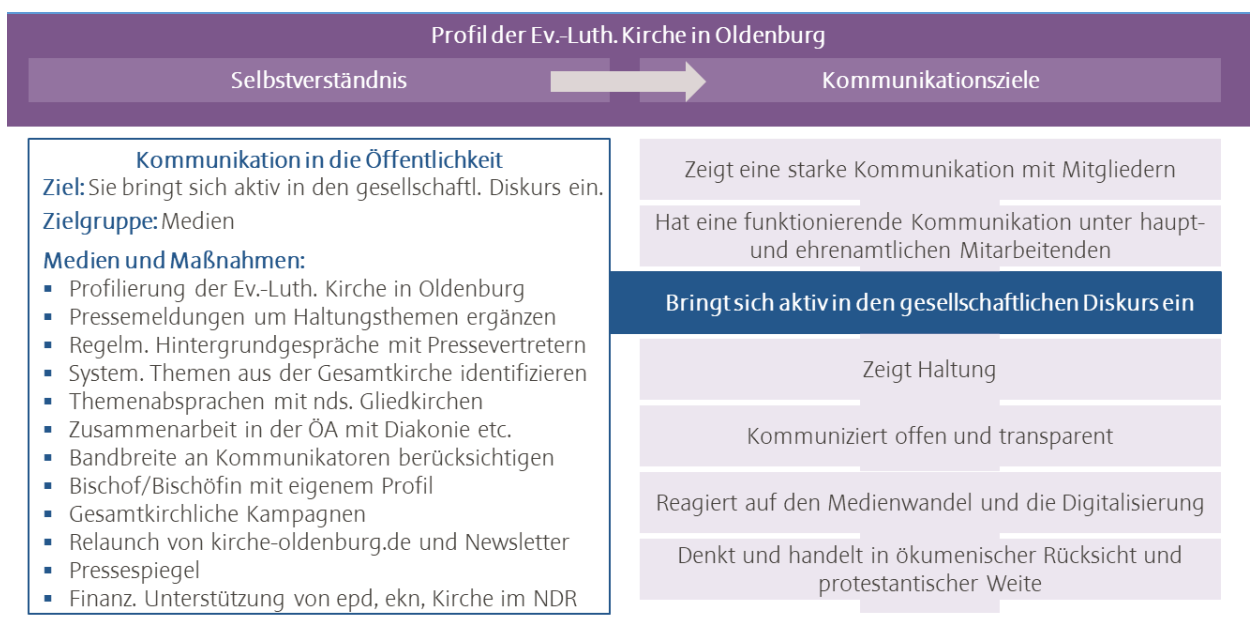 Profil der Ev.-Luth. Kirche in Oldenburg
Selbstverständnis
Kommunikationsziele
Kommunikation in die Öffentlichkeit
Ziel: Sie bringt sich aktiv in den gesellschaftl. Diskurs ein.
Zielgruppe: Medien
Medien und Maßnahmen:
▪ Profilierung der Ev.-Luth. Kirche in Oldenburg
▪ Pressemeldungen um Haltungsthemen ergänzen
▪ Regelm. Hintergrundgespräche mit Pressevertretern
▪ System. Themen aus der Gesamtkirche identifizieren
▪ Themenabsprachen mit nds. Gliedkirchen
▪ Zusammenarbeit in der ÖA mit Diakonie etc.
▪ Bandbreite an Kommunikatoren berücksichtigen
▪ Bischof/Bischöfin mit eigenem Profil
▪ Gesamtkirchliche Kampagnen
▪ Relaunch von kirche-oldenburg.de und Newsletter
▪ Pressespiegel
▪ Finanz. Unterstützung von epd, ekn, Kirche im NDR
Zeigt eine starke Kommunikation mit Mitgliedern
Hat eine funktionierende Kommunikation unter haupt-
und ehrenamtlichen Mitarbeitenden
Bringt sich aktiv in den gesellschaftlichen Diskurs ein
Zeigt Haltung
Kommuniziert offen und transparent
Reagiert auf den Medienwandel und die Digitalisierung
Denkt und handelt in ökumenischer Rücksicht und
protestantischer Weite